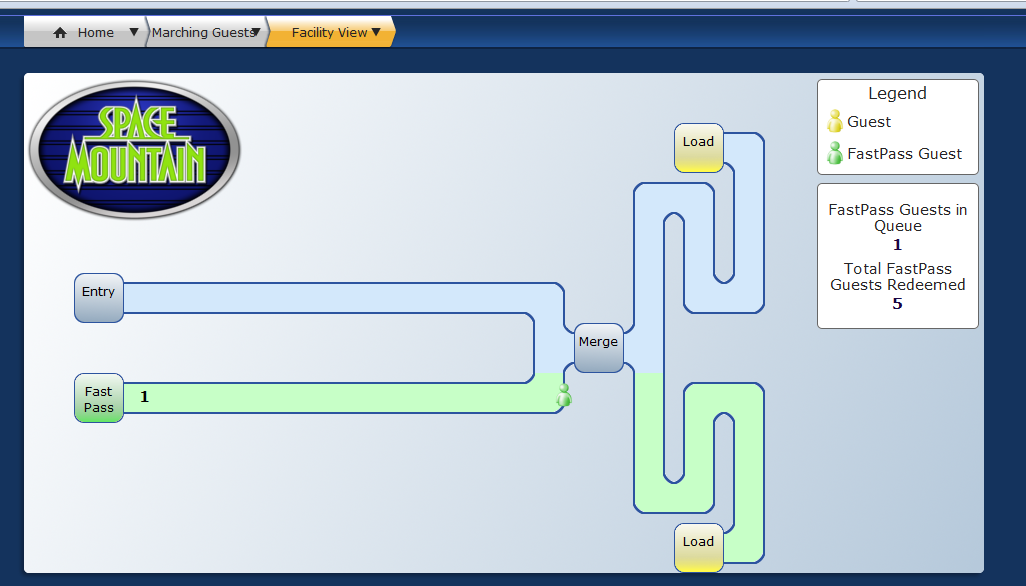 Home
Marching Guests
Facility View
SPACE
MOUNTAIN
Legend
Guest
FastPass Guest
FastPass Guests in
Queue
1
Total FastPass
Guests Redeemed
5
Load
Entry
Merge
Fast
Pass
1
Load